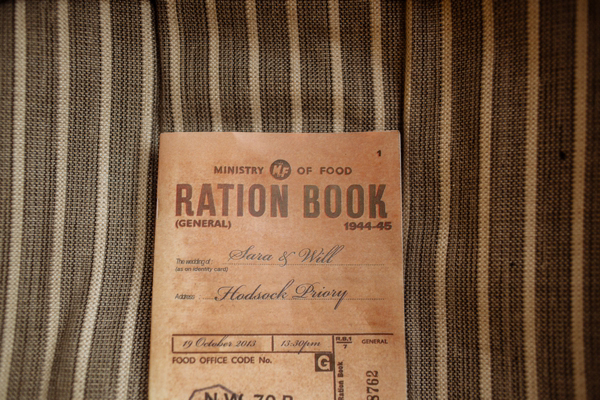 1
MINISTRY MF OF FOOD
RATION BOOK
(GENERAL) 1944-45
The wedding of Sara & Will
(as on identity card)
Address Hodsock Priory
19 October 2013 13:30pm R.B.1 7 GENERAL
FOOD OFFICE CODE No. G
Ration Book
8762
N.W. 70